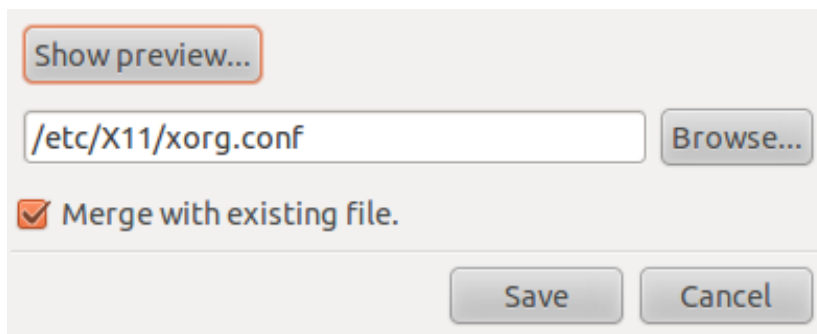 Show preview...
/etc/X11/xorg.conf Browse...
Merge with existing file.
Save Cancel